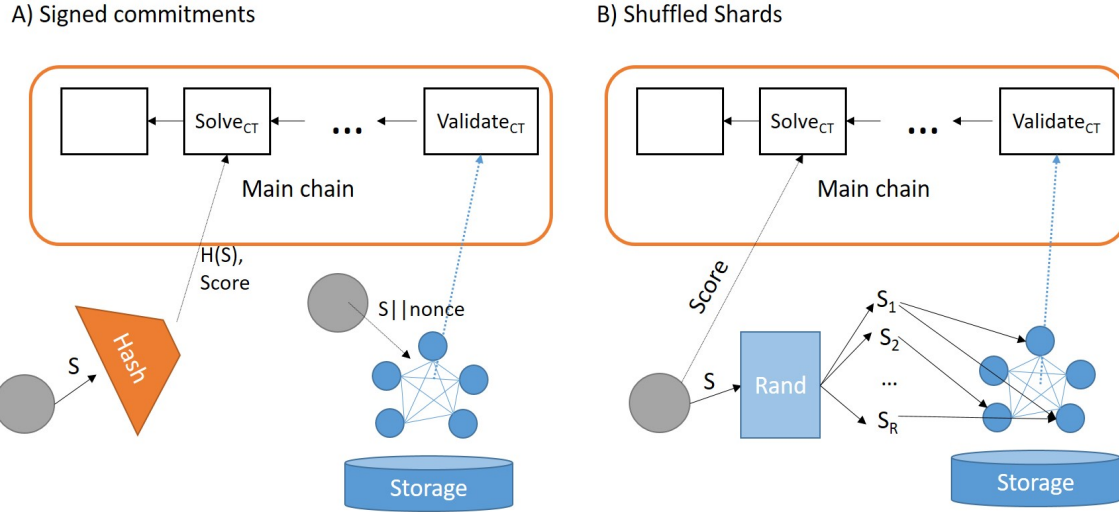 A) Signed commitments
Solve_CT
...
Validate_CT
Main chain
H(S),
Score
S||nonce
S
Hash
Storage
B) Shuffled Shards
Solve_CT
...
Validate_CT
Main chain
Score
S
Rand
S_1
S_2
...
S_R
Storage